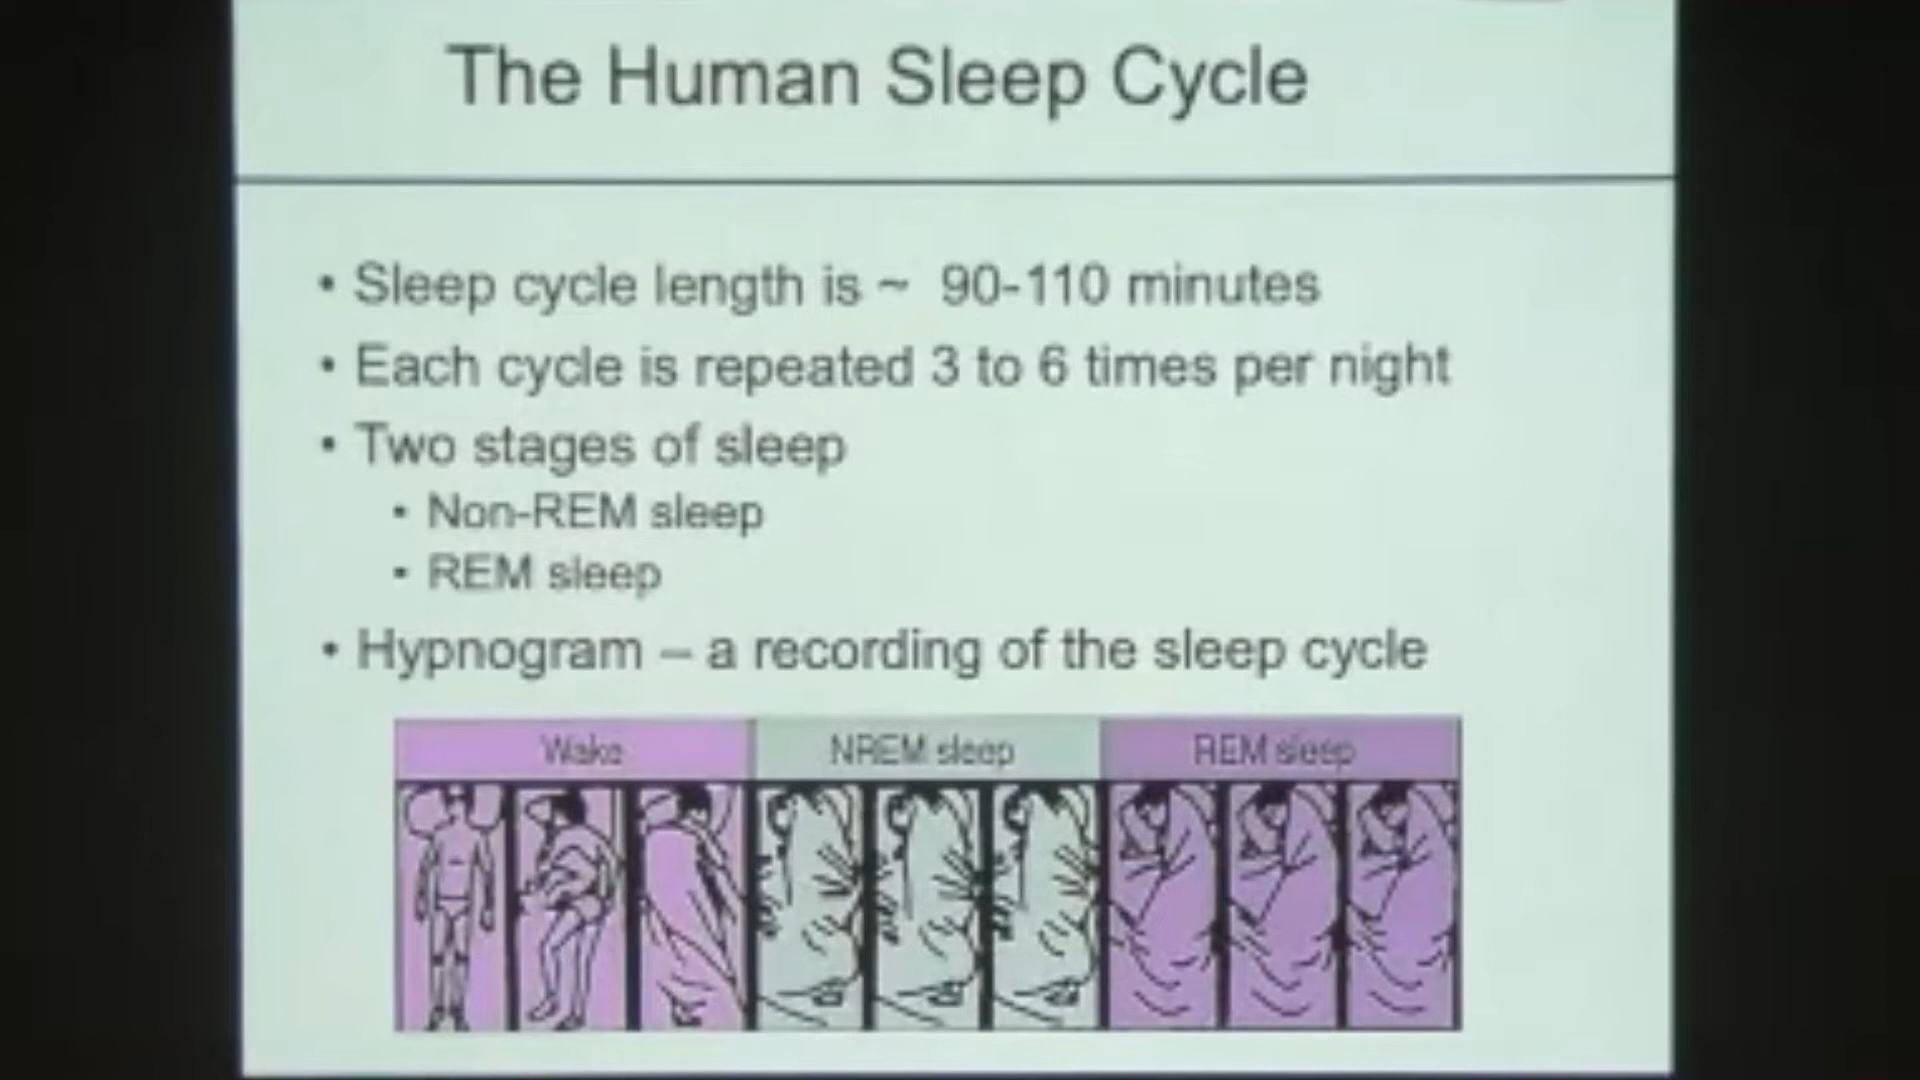 The Human Sleep Cycle
• Sleep cycle length is ~ 90-110 minutes
• Each cycle is repeated 3 to 6 times per night
• Two stages of sleep
• Non-REM sleep
• REM sleep
• Hypnogram – a recording of the sleep cycle
Wake NREM sleep REM sleep